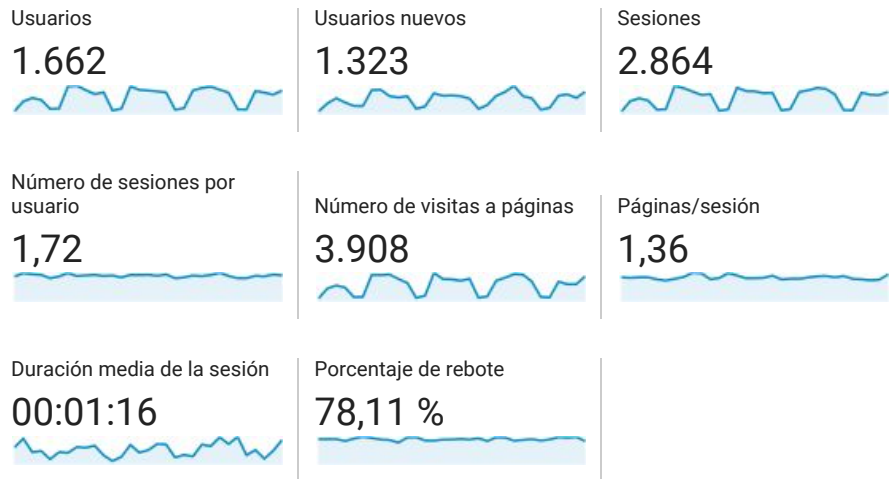 Usuarios
1.662
Usuarios nuevos
1.323
Sesiones
2.864
Número de sesiones por
usuario
1,72
Número de visitas a páginas
3.908
Páginas/sesión
1,36
Duración media de la sesión
00:01:16
Porcentaje de rebote
78,11 %